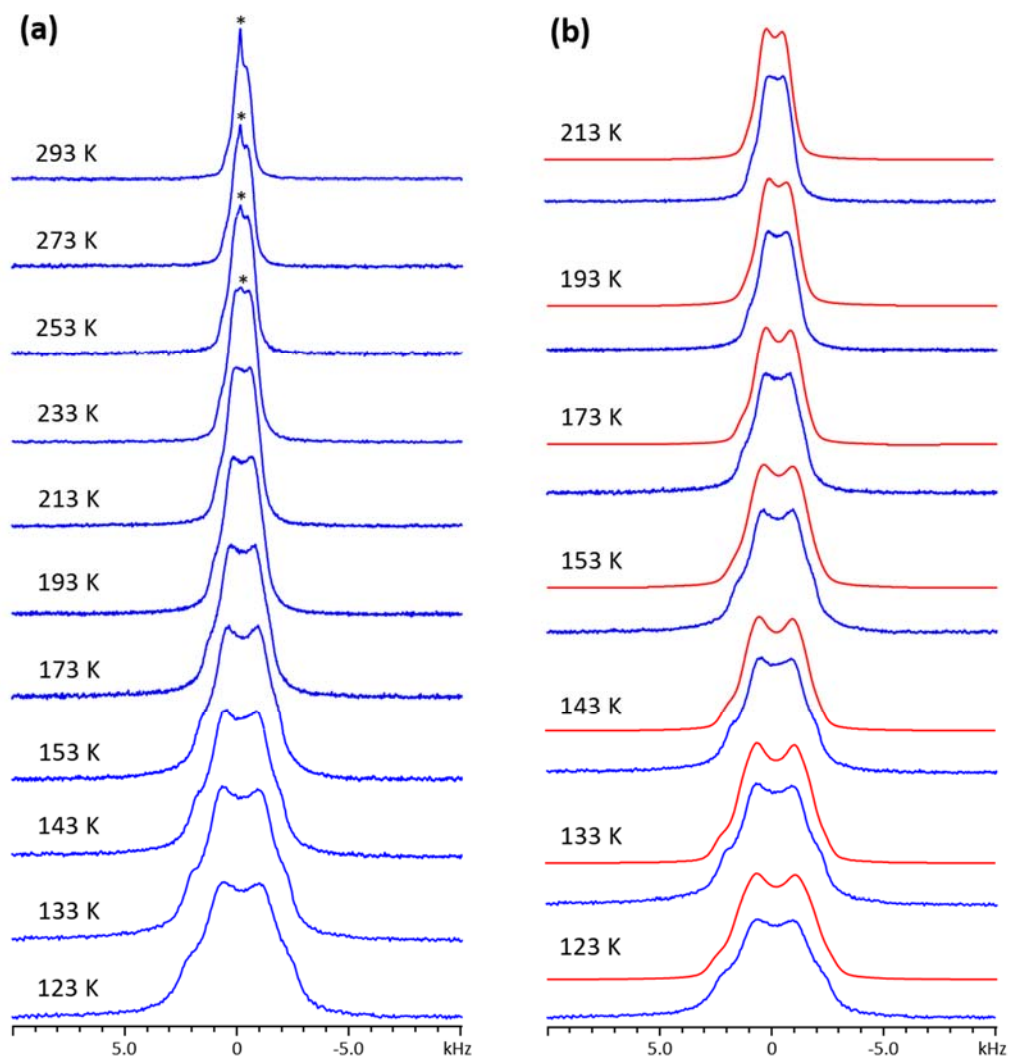 (a)
*
293 K
*
273 K
*
253 K
*
233 K
213 K
193 K
173 K
153 K
143 K
133 K
123 K
5.0 0 -5.0 kHz
(b)
213 K
193 K
173 K
153 K
143 K
133 K
123 K
5.0 0 -5.0 kHz